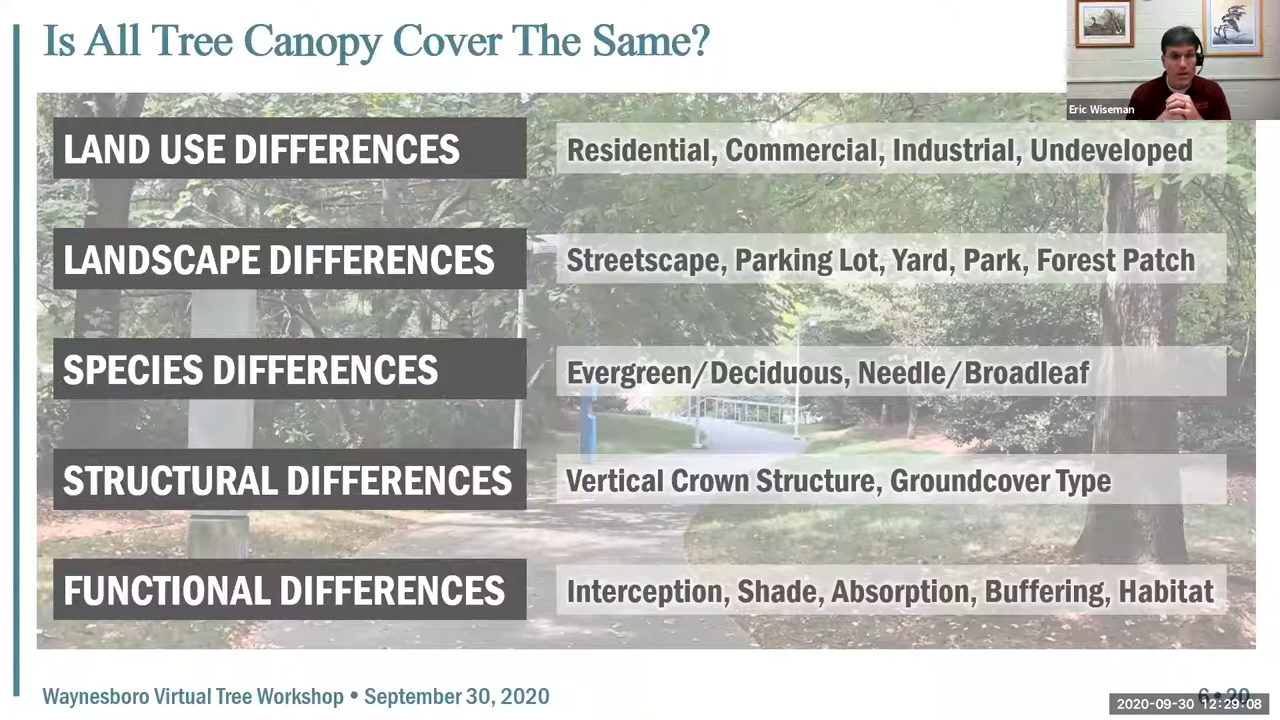 Is All Tree Canopy Cover The Same?
Eric Wiseman
LAND USE DIFFERENCES
Residential, Commercial, Industrial, Undeveloped
LANDSCAPE DIFFERENCES
Streetscape, Parking Lot, Yard, Park, Forest Patch
SPECIES DIFFERENCES
Evergreen/Deciduous, Needle/Broadleaf
STRUCTURAL DIFFERENCES
Vertical Crown Structure, Groundcover Type
FUNCTIONAL DIFFERENCES
Interception, Shade, Absorption, Buffering, Habitat
Waynesboro Virtual Tree Workshop • September 30, 2020
6 • 20
2020-09-30 12:29:08